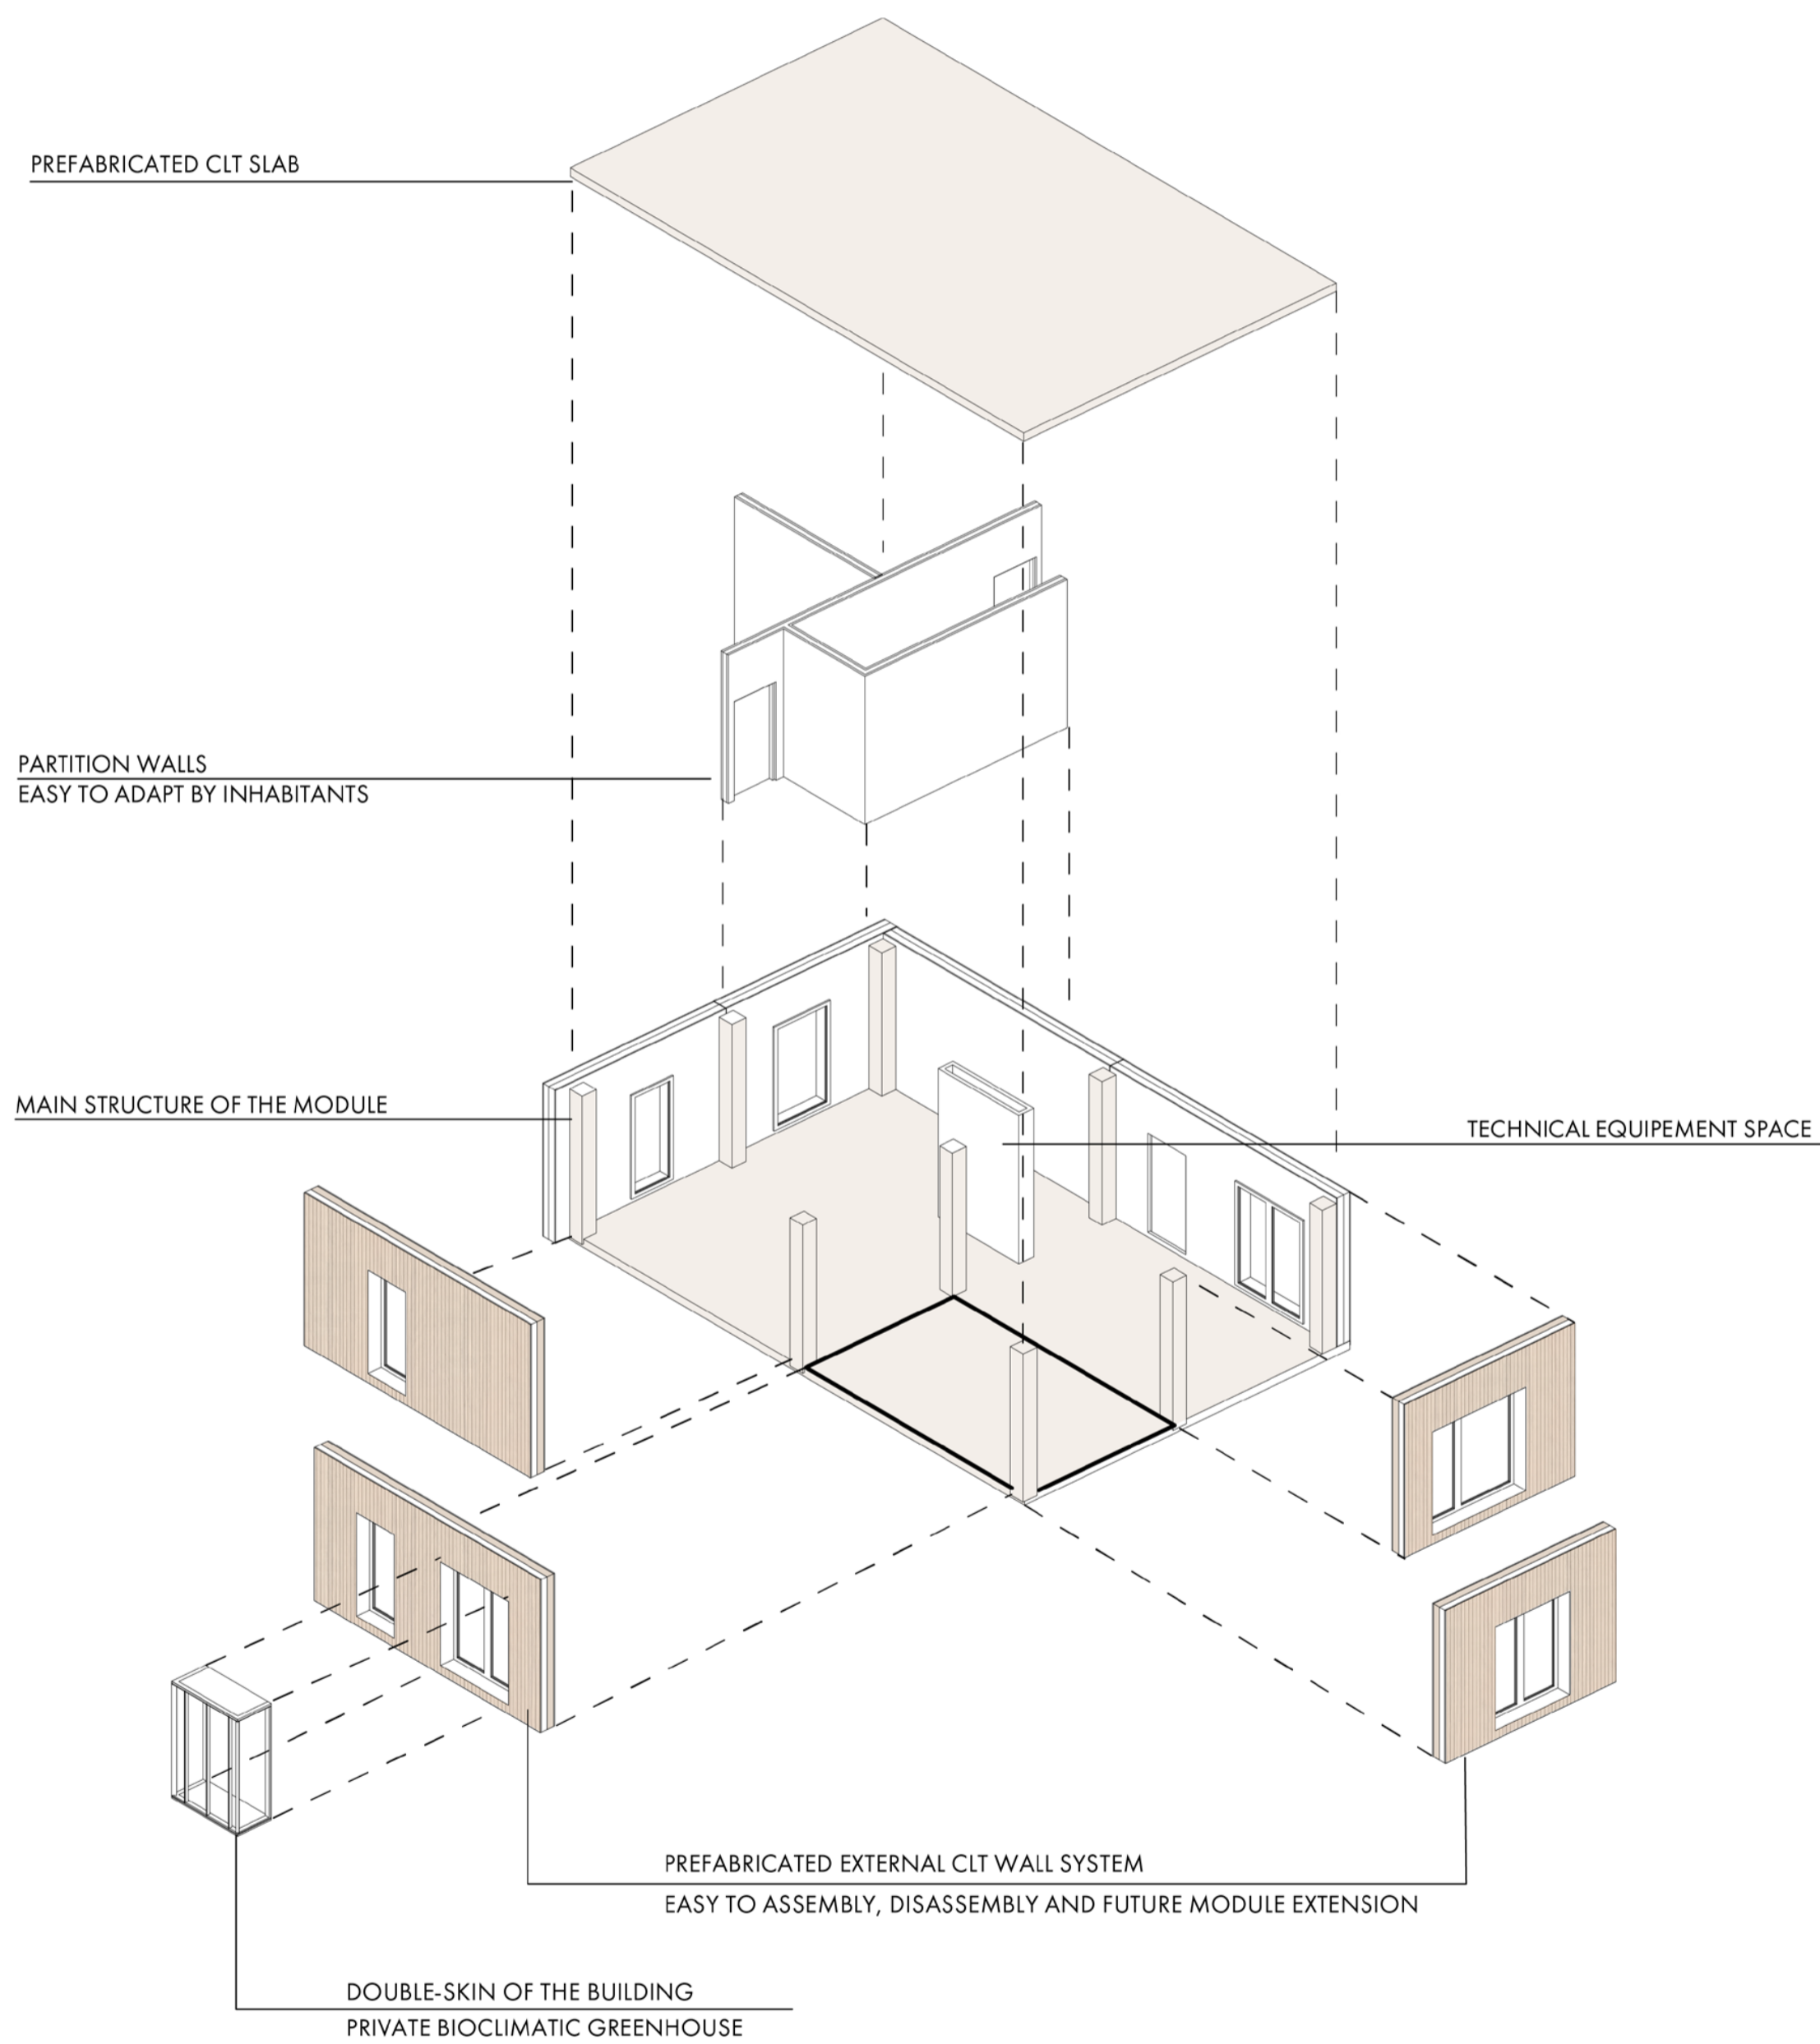 PREFABRICATED CLT SLAB
PARTITION WALLS
EASY TO ADAPT BY INHABITANTS
MAIN STRUCTURE OF THE MODULE
TECHNICAL EQUIPEMENT SPACE
PREFABRICATED EXTERNAL CLT WALL SYSTEM
EASY TO ASSEMBLY, DISASSEMBLY AND FUTURE MODULE EXTENSION
DOUBLE-SKIN OF THE BUILDING
PRIVATE BIOCLIMATIC GREENHOUSE